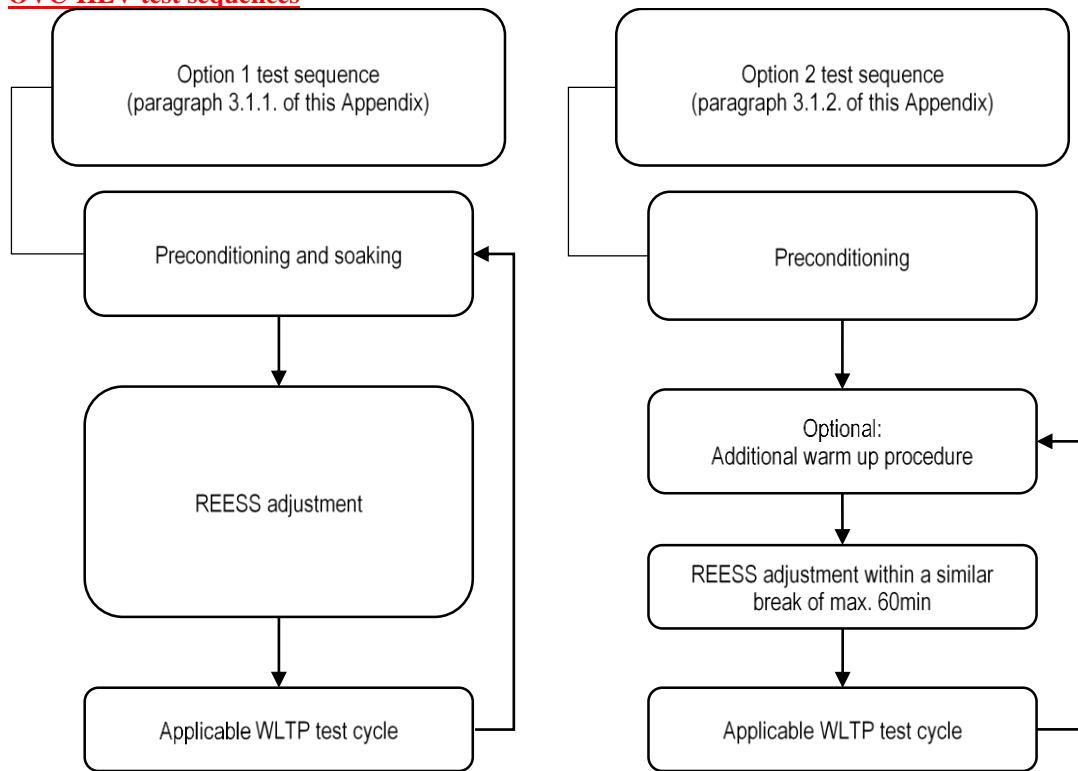 OVC-HEV test sequences
Option 1 test sequence
(paragraph 3.1.1. of this Appendix)
Preconditioning and soaking
REESS adjustment
Applicable WLTP test cycle
Option 2 test sequence
(paragraph 3.1.2. of this Appendix)
Preconditioning
Optional:
Additional warm up procedure
REESS adjustment within a similar
break of max. 60min
Applicable WLTP test cycle